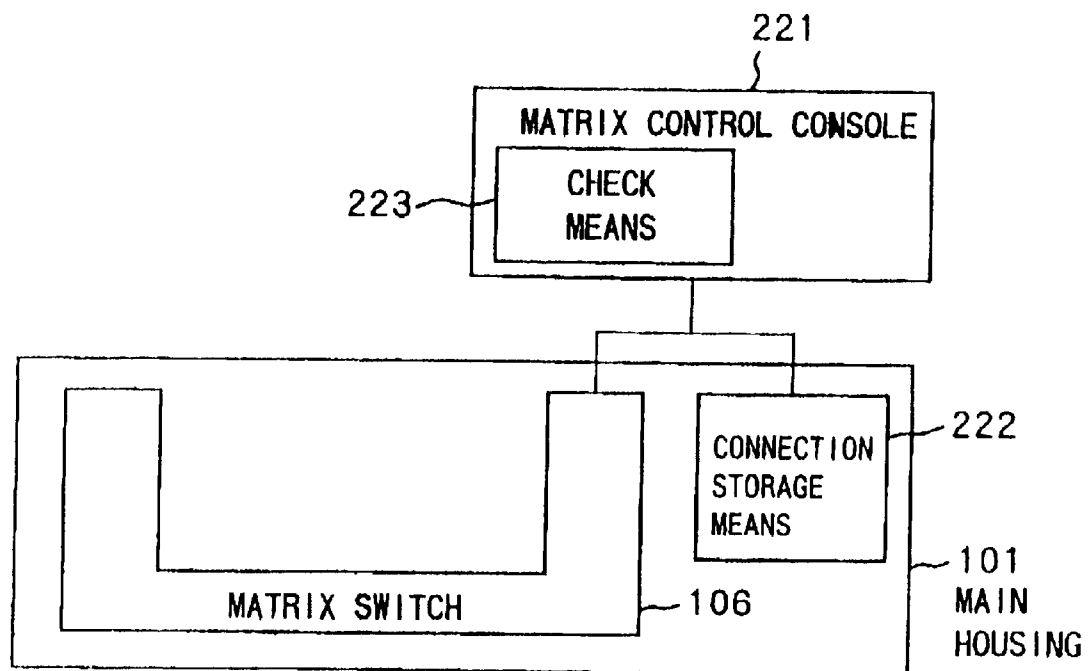 221
MATRIX CONTROL CONSOLE
223
CHECK
MEANS
222
CONNECTION
STORAGE
MEANS
101
MAIN
HOUSING
MATRIX SWITCH
106